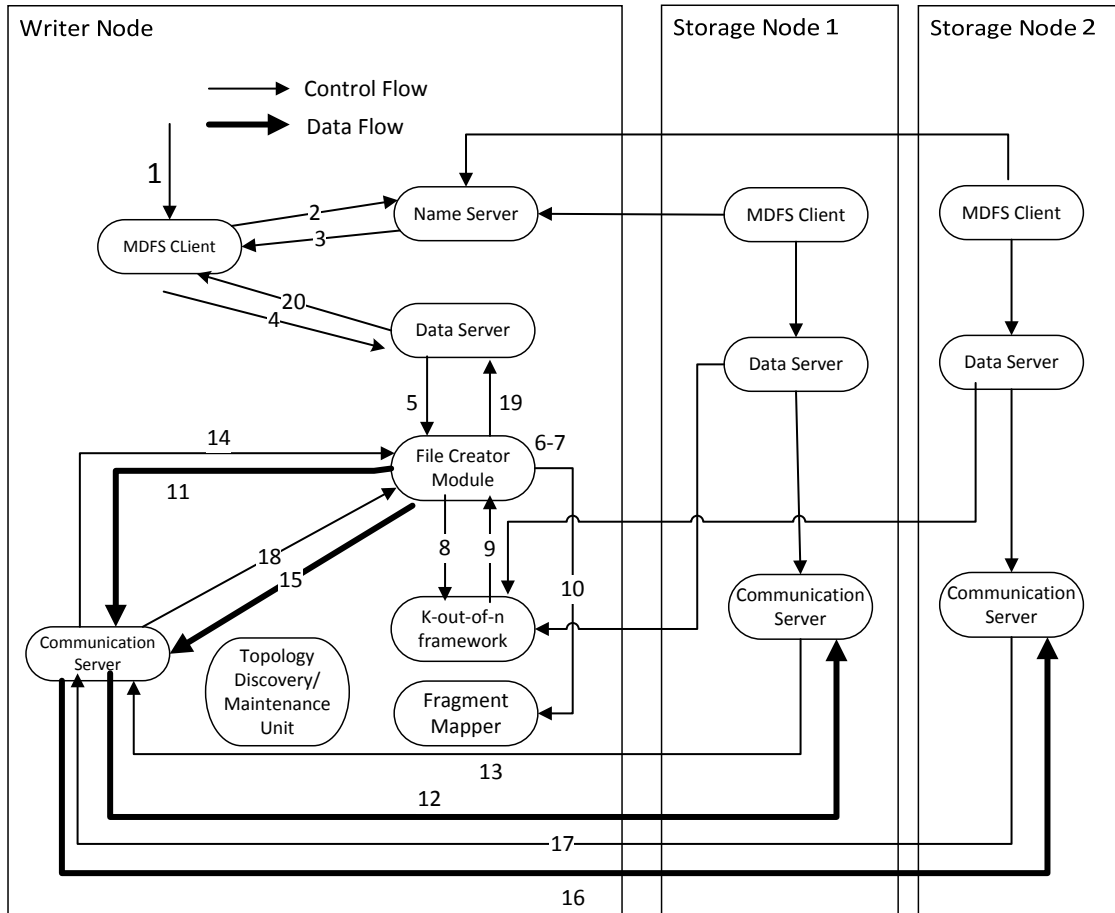 Writer Node
Storage Node 1
Storage Node 2
Control Flow
Data Flow
1
2
3
MDFS CLient
Name Server
MDFS Client
MDFS Client
20
4
Data Server
Data Server
Data Server
5
19
6-7
14
File Creator
Module
11
8
9
18
15
10
K-out-of-n
framework
Communication
Server
Communication
Server
Communication
Server
Topology
Discovery/
Maintenance
Unit
Fragment
Mapper
13
12
17
16